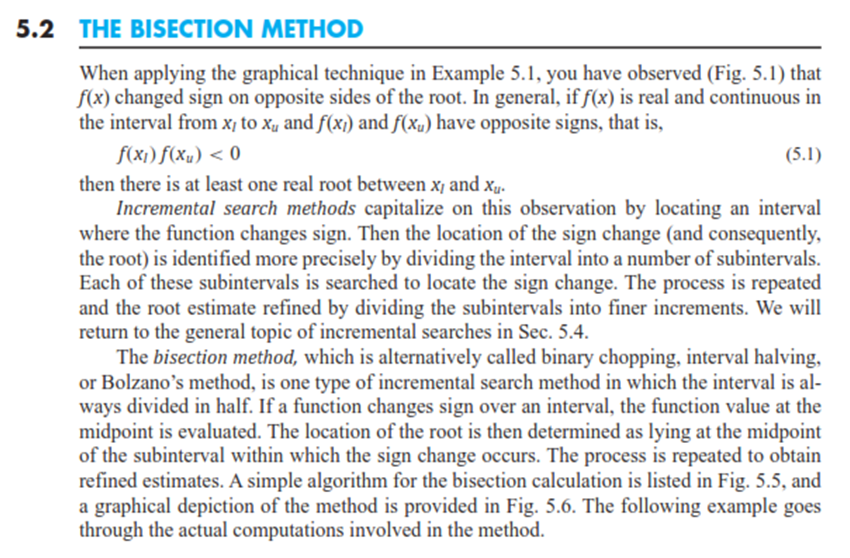 5.2 THE BISECTION METHOD
When applying the graphical technique in Example 5.1, you have observed (Fig. 5.1) that
f(x) changed sign on opposite sides of the root. In general, if f(x) is real and continuous in
the interval from xl to xu and f(xl) and f(xu) have opposite signs, that is,
f(xl) f(xu) < 0 (5.1)
then there is at least one real root between xl and xu.
Incremental search methods capitalize on this observation by locating an interval
where the function changes sign. Then the location of the sign change (and consequently,
the root) is identified more precisely by dividing the interval into a number of subintervals.
Each of these subintervals is searched to locate the sign change. The process is repeated
and the root estimate refined by dividing the subintervals into finer increments. We will
return to the general topic of incremental searches in Sec. 5.4.
The bisection method, which is alternatively called binary chopping, interval halving,
or Bolzano's method, is one type of incremental search method in which the interval is al-
ways divided in half. If a function changes sign over an interval, the function value at the
midpoint is evaluated. The location of the root is then determined as lying at the midpoint
of the subinterval within which the sign change occurs. The process is repeated to obtain
refined estimates. A simple algorithm for the bisection calculation is listed in Fig. 5.5, and
a graphical depiction of the method is provided in Fig. 5.6. The following example goes
through the actual computations involved in the method.